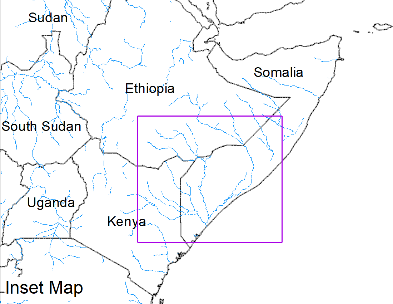 Sudan
Somalia
Ethiopia
South Sudan
Uganda
Kenya
Inset Map